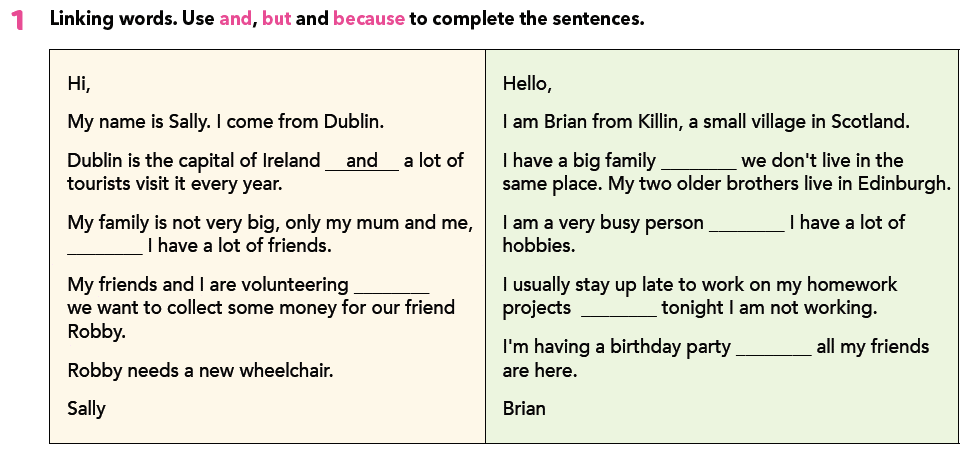 1 Linking words. Use and, but and because to complete the sentences.
Hi,
My name is Sally. I come from Dublin.
Dublin is the capital of Ireland __and__ a lot of
tourists visit it every year.
My family is not very big, only my mum and me,
________ I have a lot of friends.
My friends and I are volunteering ________
we want to collect some money for our friend
Robby.
Robby needs a new wheelchair.
Sally
Hello,
I am Brian from Killin, a small village in Scotland.
I have a big family ________ we don't live in the
same place. My two older brothers live in Edinburgh.
I am a very busy person ________ I have a lot of
hobbies.
I usually stay up late to work on my homework
projects ________ tonight I am not working.
I'm having a birthday party ________ all my friends
are here.
Brian